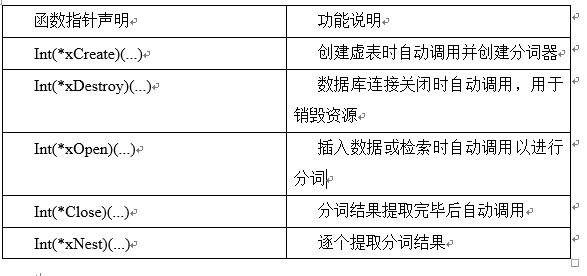 函数指针声明 功能说明
Int(*xCreate)(...) 创建虚表时自动调用并创建分词器
Int(*xDestroy)(...) 数据库连接关闭时自动调用，用于
销毁资源
Int(*xOpen)(...) 插入数据或检索时自动调用以进行
分词
Int(*Close)(...) 分词结果提取完毕后自动调用
Int(*xNest)(...) 逐个提取分词结果